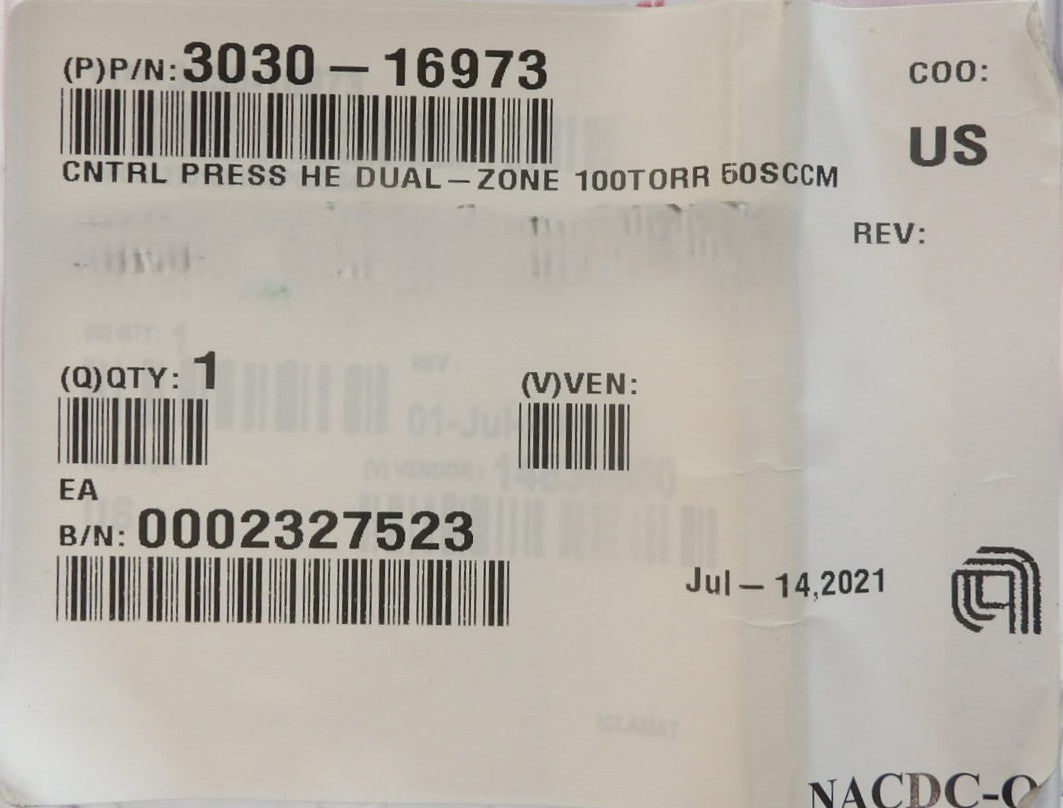 (P)P/N: 3030 – 16973
COO:
US
CNTRL PRESS HE DUAL – ZONE 100TORR 50SCCM
REV:
(Q)QTY: 1
(V)VEN:
EA
B/N: 0002327523
Jul – 14,2021
NACDC-O